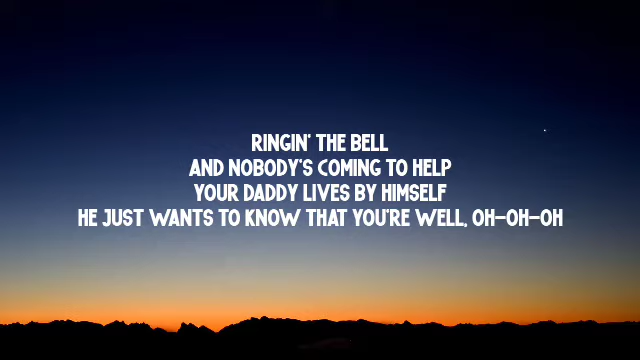 RINGIN' THE BELL
AND NOBODY'S COMING TO HELP
YOUR DADDY LIVES BY HIMSELF
HE JUST WANTS TO KNOW THAT YOU'RE WELL, OH-OH-OH